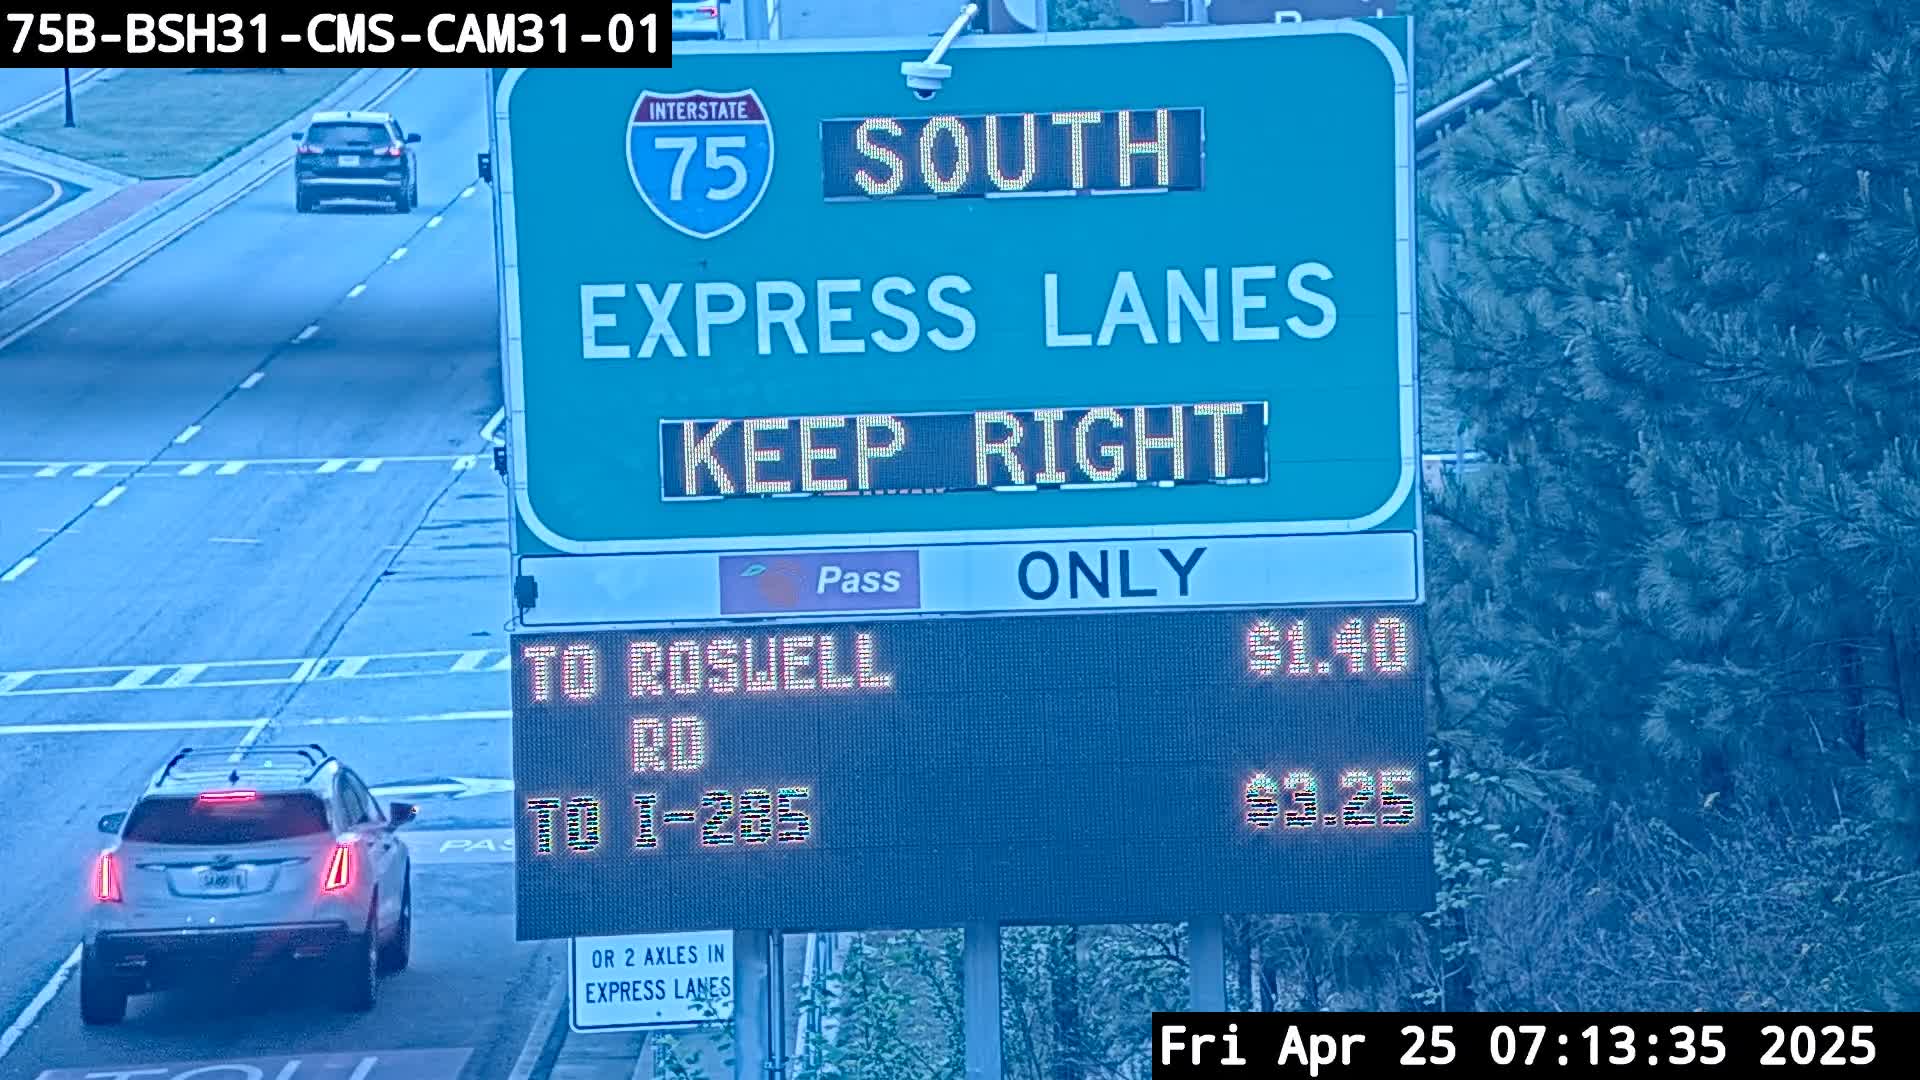 75B-BSH31-CMS-CAM31-01
INTERSTATE
75
SOUTH
EXPRESS LANES
KEEP RIGHT
Pass
ONLY
TO ROSWELL $1.40
RD
TO I-285 $3.25
OR 2 AXLES IN
EXPRESS LANES
TOLL
Fri Apr 25 07:13:35 2025